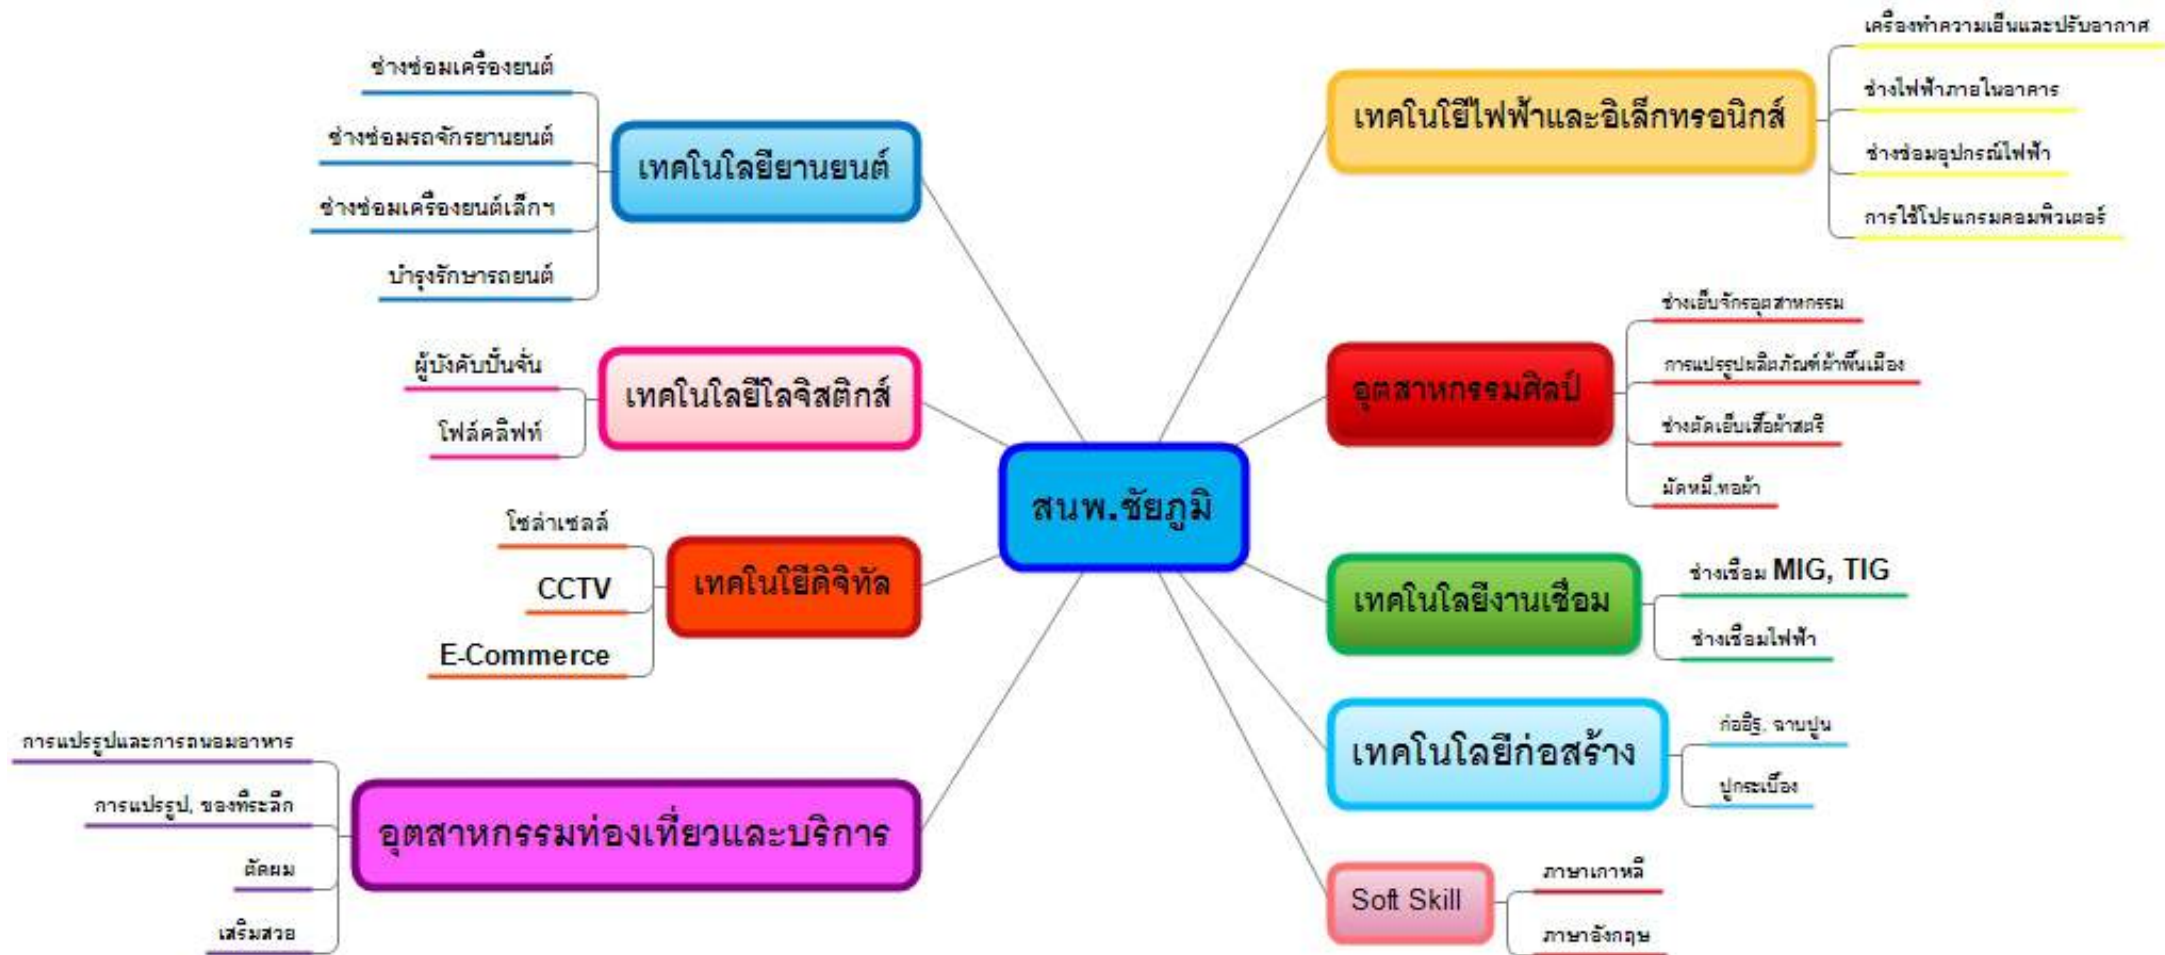 ช่างซ่อมเครื่องยนต์
ช่างซ่อมรถจักรยานยนต์
ช่างซ่อมเครื่องยนต์เล็กฯ
บำรุงรักษารถยนต์
เทคโนโลยียานยนต์
ผู้บังคับปั้นจั่น
โฟล์คลิฟท์
เทคโนโลยีโลจิสติกส์
โซล่าเซลล์
CCTV
E-Commerce
เทคโนโยีดิจิทัล
การแปรรูปและการถนอมอาหาร
การแปรรูป, ของที่ระลึก
ตัดผม
เสริมสวย
อุตสาหกรรมท่องเที่ยวและบริการ
สนพ.ชัยภูมิ
เทคโนโยีไฟฟ้าและอิเล็กทรอนิกส์
เครื่องทำความเย็นและปรับอากาศ
ช่างไฟฟ้าภายในอาคาร
ช่างซ่อมอุปกรณ์ไฟฟ้า
การใช้โปรแกรมคอมพิวเตอร์
อุตสาหกรรมศิลป์
ช่างเย็บจักรอุตสาหกรรม
การแปรรูปผลิตภัณฑ์ผ้าพื้นเมือง
ช่างตัดเย็บเสื้อผ้าสตรี
มัดหมี่,ทอผ้า
เทคโนโลยีงานเชื่อม
ช่างเชื่อม MIG, TIG
ช่างเชื่อมไฟฟ้า
เทคโนโลยีก่อสร้าง
ก่ออิฐ, ฉาบปูน
ปูกระเบื้อง
Soft Skill
ภาษาเกาหลี
ภาษาอังกฤษ